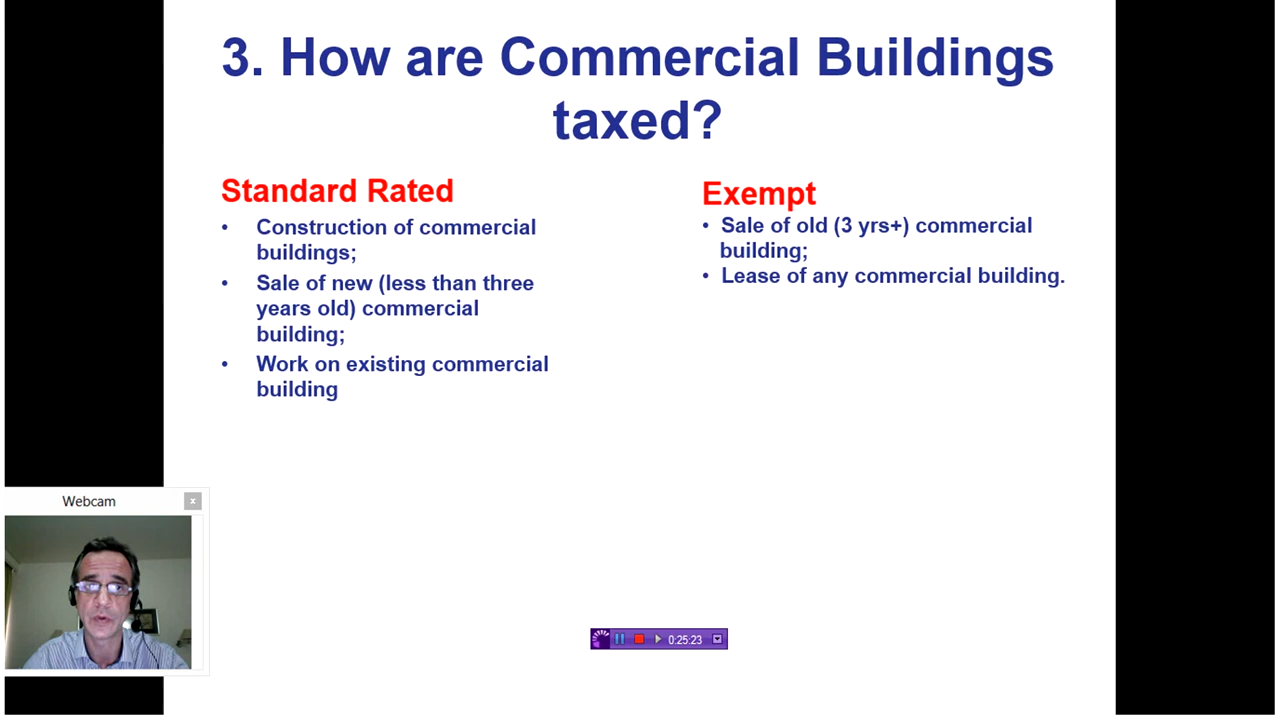 3. How are Commercial Buildings
taxed?
Standard Rated
• Construction of commercial
buildings;
• Sale of new (less than three
years old) commercial
building;
• Work on existing commercial
building
Exempt
• Sale of old (3 yrs+) commercial
building;
• Lease of any commercial building.
Webcam
x
0:25:23